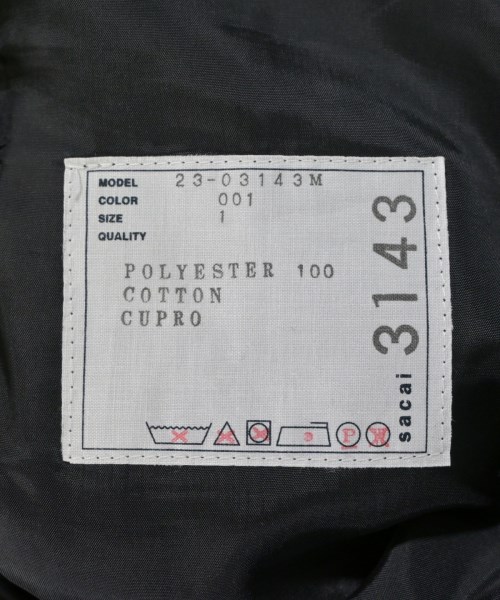 MODEL 23-03143M
COLOR 001
SIZE 1
QUALITY
POLYESTER 100
COTTON
CUPRO
P W
sacai 3143